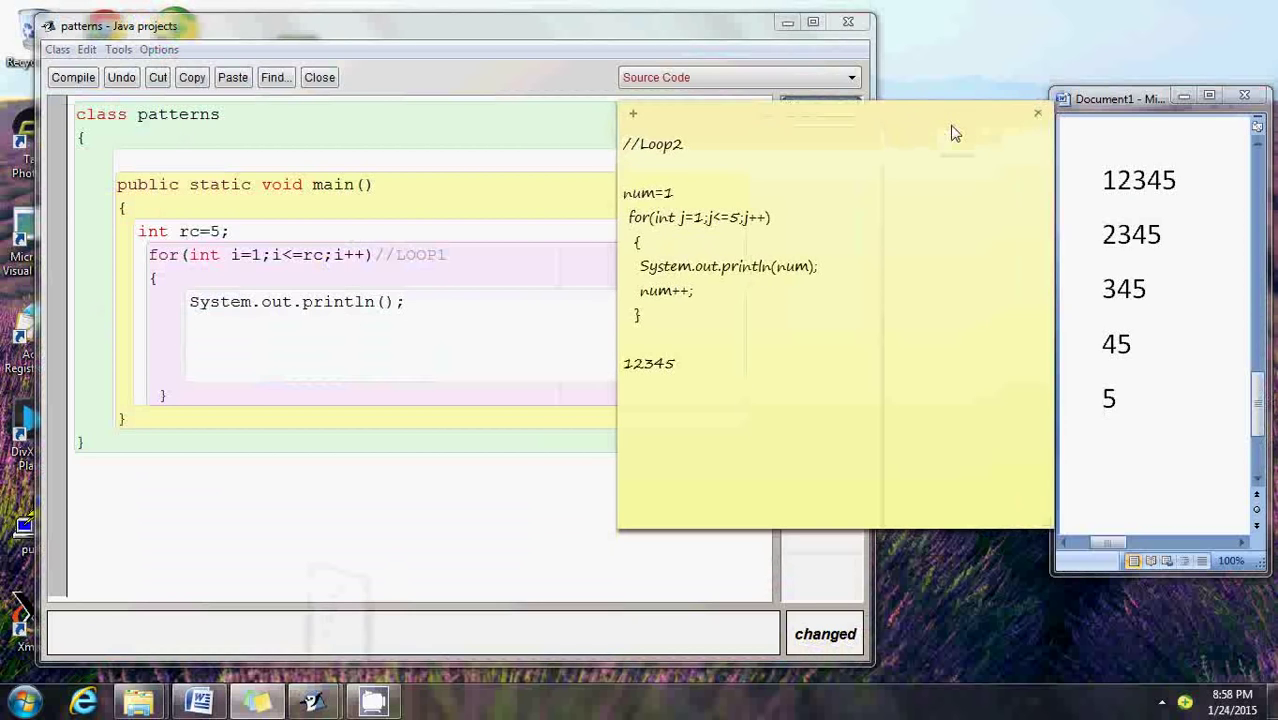 patterns - Java projects
Class Edit Tools Options
Compile Undo Cut Copy Paste Find... Close
Source Code
class patterns
{
public static void main()
{
int rc=5;
for(int i=1;i<=rc;i++)//LOOP1
{
System.out.println();
}
}
}
changed
//Loop2
num=1
for(int j=1;j<=5;j++)
{
System.out.println(num);
num++;
}
12345
Document1 - Mi...
12345
2345
345
45
5
100%
8:58 PM
1/24/2015